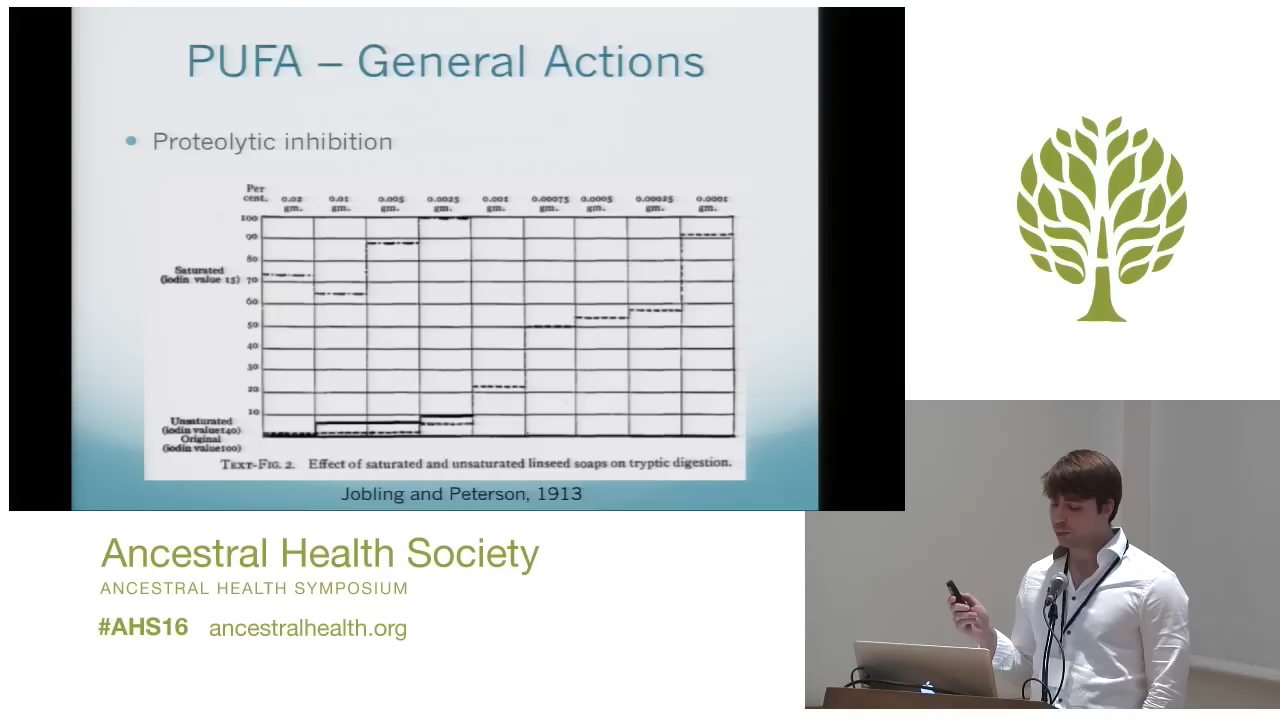 PUFA – General Actions
• Proteolytic inhibition
Per
cent.
0.02 0.01 0.005 0.0025 0.001 0.00075 0.0005 0.00025 0.0001
gm. gm. gm. gm. gm. gm. gm. gm. gm.
100
90
80
Saturated
(iodin value 15) 70
60
50
40
30
20
10
Unsaturated
(iodin value140)
Original
(iodin value100)
TEXT-FIG. 2. Effect of saturated and unsaturated linseed soaps on tryptic digestion.
Jobling and Peterson, 1913
Ancestral Health Society
ANCESTRAL HEALTH SYMPOSIUM
#AHS16 ancestralhealth.org